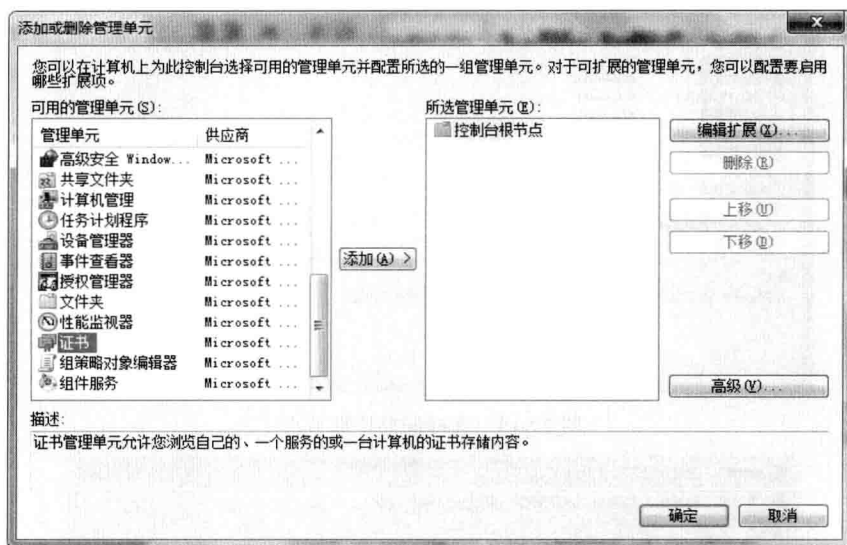 添加或删除管理单元
您可以在计算机上为此控制台选择可用的管理单元并配置所选的一组管理单元。对于可扩展的管理单元，您可以配置要启用
哪些扩展项。
可用的管理单元(S):
管理单元 供应商
高级安全 Window... Microsoft ...
共享文件夹 Microsoft ...
计算机管理 Microsoft ...
任务计划程序 Microsoft ...
设备管理器 Microsoft ...
事件查看器 Microsoft ...
授权管理器 Microsoft ...
文件夹 Microsoft ...
性能监视器 Microsoft ...
证书 Microsoft ...
组策略对象编辑器 Microsoft ...
组件服务 Microsoft ...
添加(A) >
所选管理单元(E):
控制台根节点
编辑扩展(X)...
删除(R)
上移(U)
下移(D)
高级(V)...
描述:
证书管理单元允许您浏览自己的、一个服务的或一台计算机的证书存储内容。
确定
取消